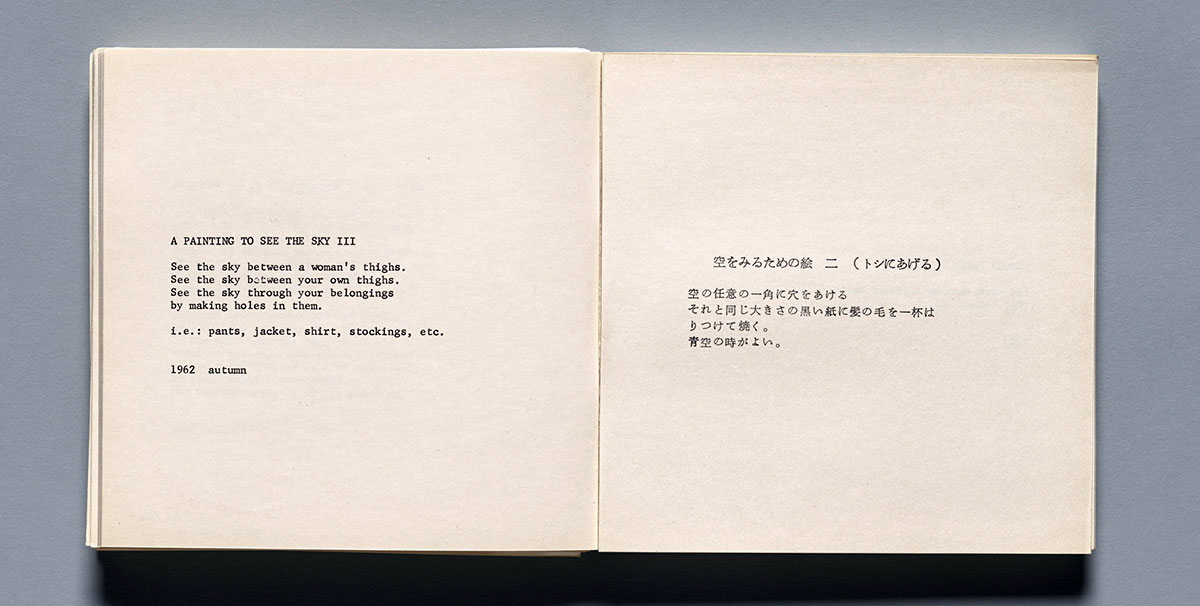 A PAINTING TO SEE THE SKY III
See the sky between a woman's thighs.
See the sky between your own thighs.
See the sky through your belongings
by making holes in them.
i.e.: pants, jacket, shirt, stockings, etc.
1962 autumn
空をみるための絵 二 (トシにあげる)
空の任意の一角に穴をあける
それと同じ大きさの黒い紙に髪の毛を一杯は
りつけて焼く。
青空の時がよい。